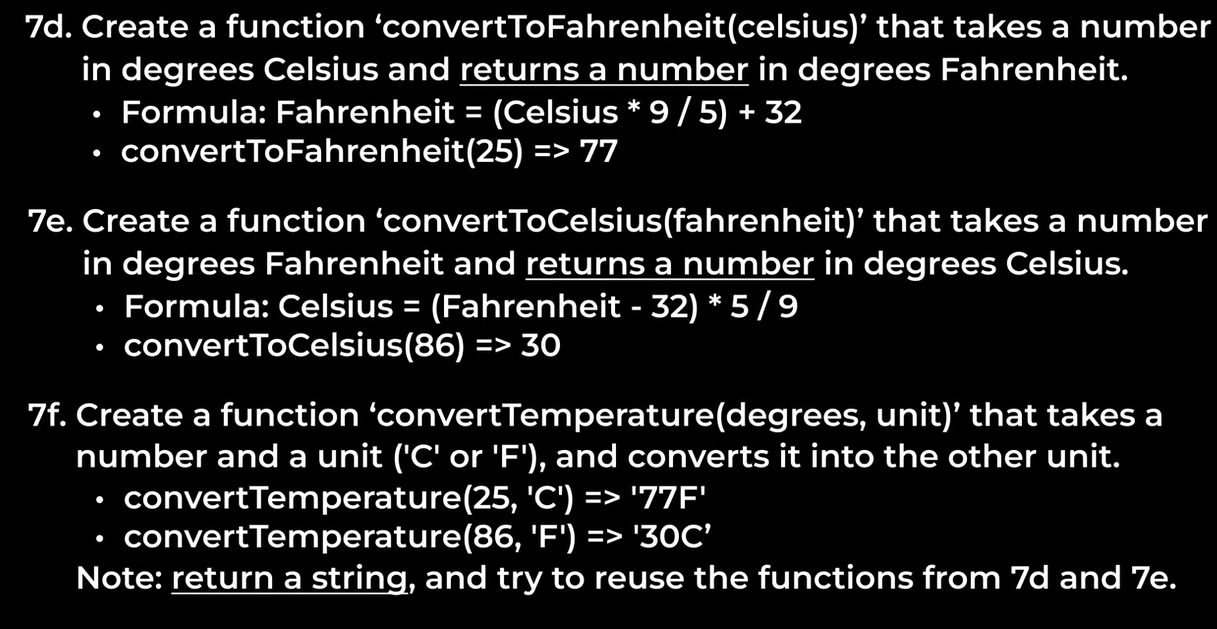 7d. Create a function ‘convertToFahrenheit(celsius)’ that takes a number
in degrees Celsius and returns a number in degrees Fahrenheit.
• Formula: Fahrenheit = (Celsius * 9 / 5) + 32
• convertToFahrenheit(25) => 77
7e. Create a function ‘convertToCelsius(fahrenheit)’ that takes a number
in degrees Fahrenheit and returns a number in degrees Celsius.
• Formula: Celsius = (Fahrenheit - 32) * 5 / 9
• convertToCelsius(86) => 30
7f. Create a function ‘convertTemperature(degrees, unit)’ that takes a
number and a unit ('C' or 'F'), and converts it into the other unit.
• convertTemperature(25, 'C') => '77F'
• convertTemperature(86, 'F') => '30C’
Note: return a string, and try to reuse the functions from 7d and 7e.